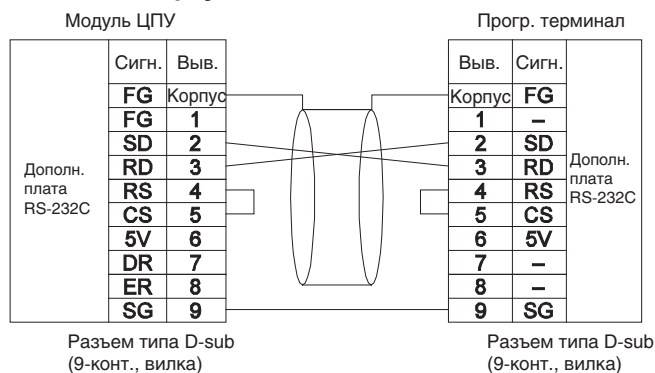 Модуль ЦПУ Прогр. терминал
Сигн. Выв. Выв. Сигн.
FG Корпус Корпус FG
FG 1 1 –
SD 2 2 SD
RD 3 3 RD
RS 4 4 RS
CS 5 5 CS
5V 6 6 5V
DR 7 7 –
ER 8 8 –
SG 9 9 SG
Дополн.
плата
RS-232C
Дополн.
плата
RS-232C
Разъем типа D-sub
(9-конт., вилка)
Разъем типа D-sub
(9-конт., вилка)